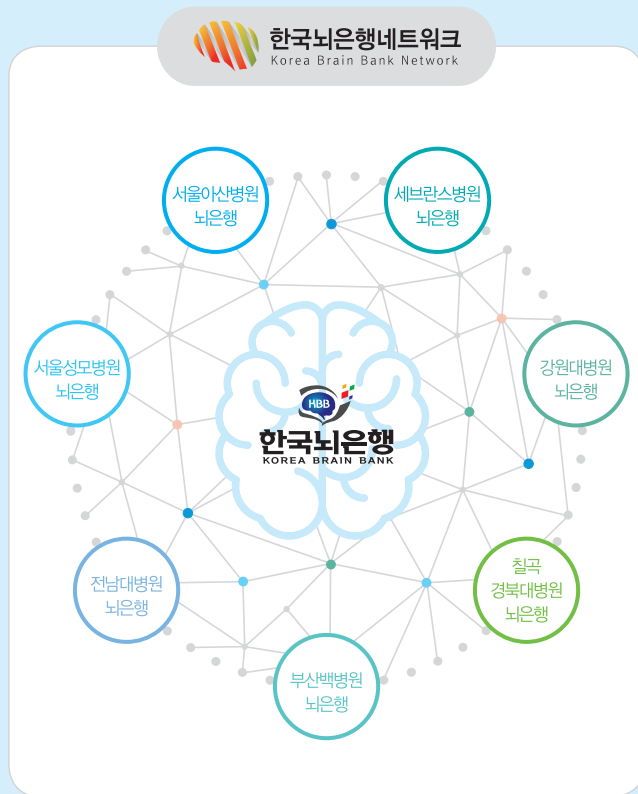 한국뇌은행네트워크
Korea Brain Bank Network
서울아산병원
뇌은행
세브란스병원
뇌은행
서울성모병원
뇌은행
강원대병원
뇌은행
HBB
한국뇌은행
KOREA BRAIN BANK
전남대병원
뇌은행
칠곡
경북대병원
뇌은행
부산백병원
뇌은행